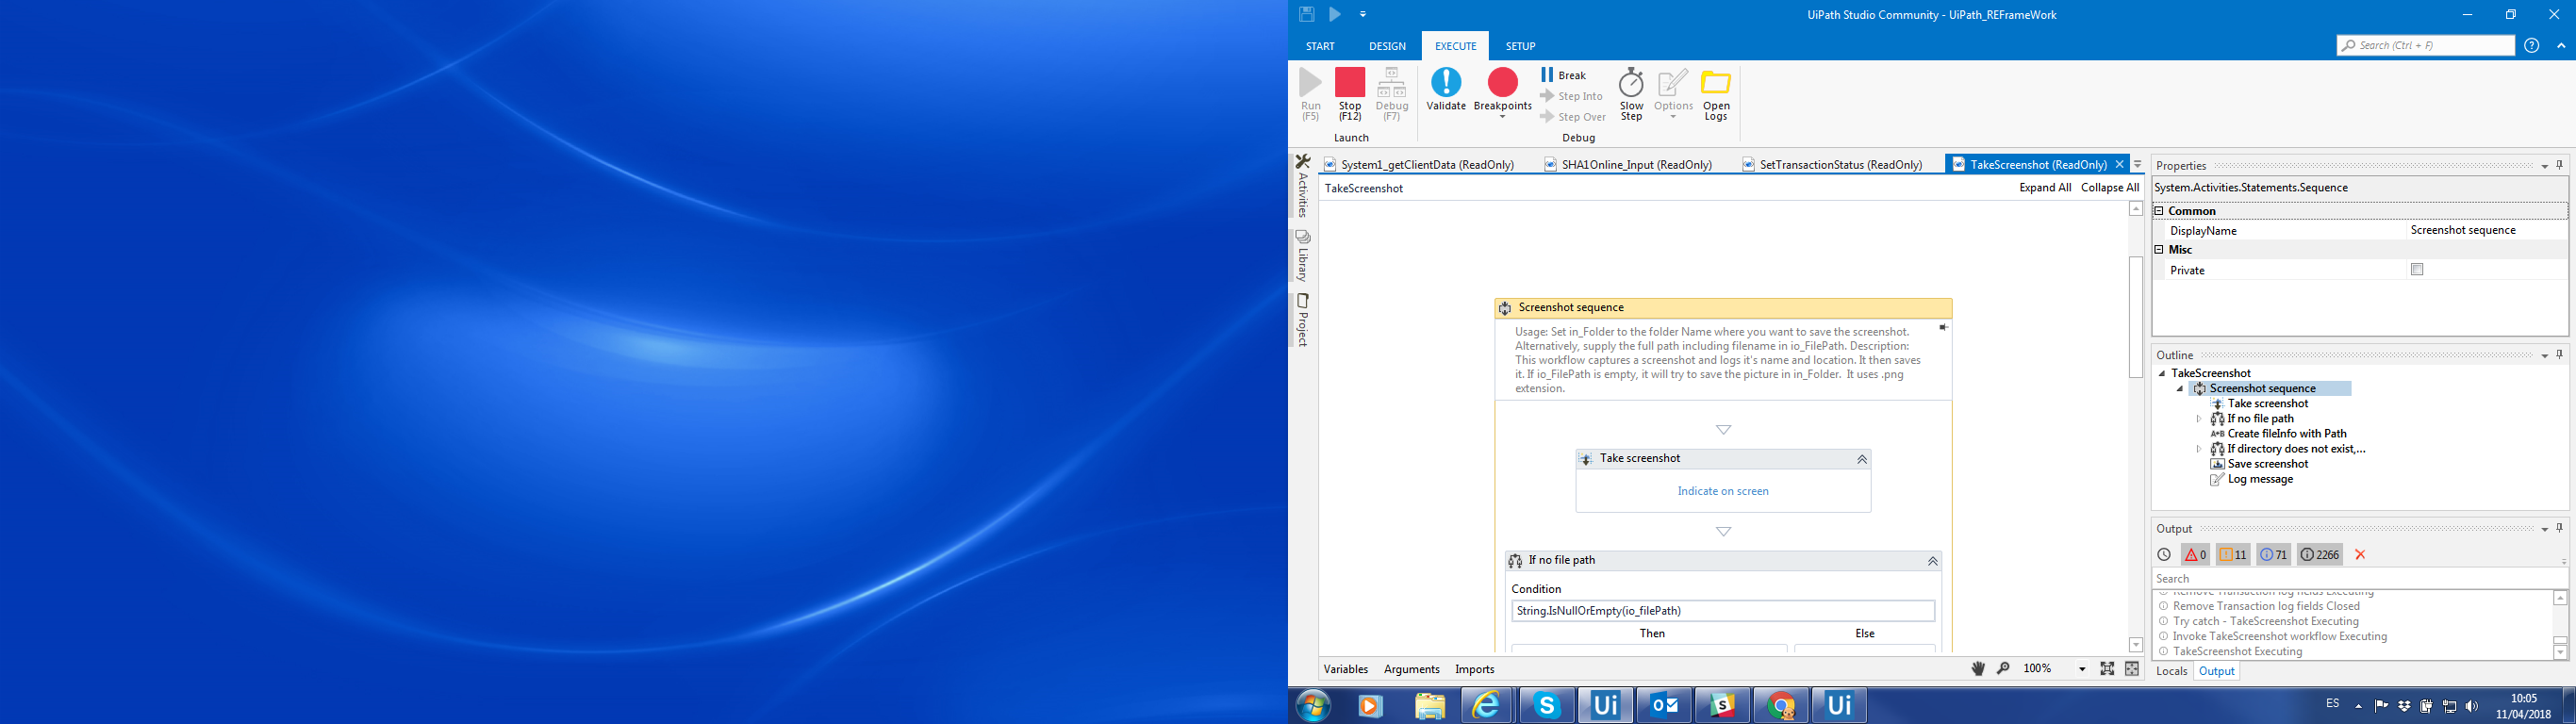 UiPath Studio Community - UiPath_REFrameWork
START DESIGN EXECUTE SETUP
Search (Ctrl + F)
Run (F5)
Stop (F12)
Debug (F7)
Launch
Validate
Breakpoints
Break
Step Into
Step Over
Slow Step
Options
Open Logs
Debug
Activities
Library
Project
System1_getClientData (ReadOnly)
SHA1Online_Input (ReadOnly)
SetTransactionStatus (ReadOnly)
TakeScreenshot (ReadOnly)
TakeScreenshot
Expand All Collapse All
Screenshot sequence
Usage: Set in_Folder to the folder Name where you want to save the screenshot.
Alternatively, supply the full path including filename in io_FilePath. Description:
This workflow captures a screenshot and logs it's name and location. It then saves
it. If io_FilePath is empty, it will try to save the picture in in_Folder. It uses .png
extension.
Take screenshot
Indicate on screen
If no file path
Condition
String.IsNullOrEmpty(io_filePath)
Then Else
Variables Arguments Imports
100%
Properties
System.Activities.Statements.Sequence
Common
DisplayName Screenshot sequence
Misc
Private
Outline
TakeScreenshot
Screenshot sequence
Take screenshot
If no file path
A+B Create fileInfo with Path
If directory does not exist,...
Save screenshot
Log message
Output
0 11 71 2266
Search
Remove Transaction log fields Executing
Remove Transaction log fields Closed
Try catch - TakeScreenshot Executing
Invoke TakeScreenshot workflow Executing
TakeScreenshot Executing
Locals Output
Ui
Ui
ES
10:05
11/04/2018